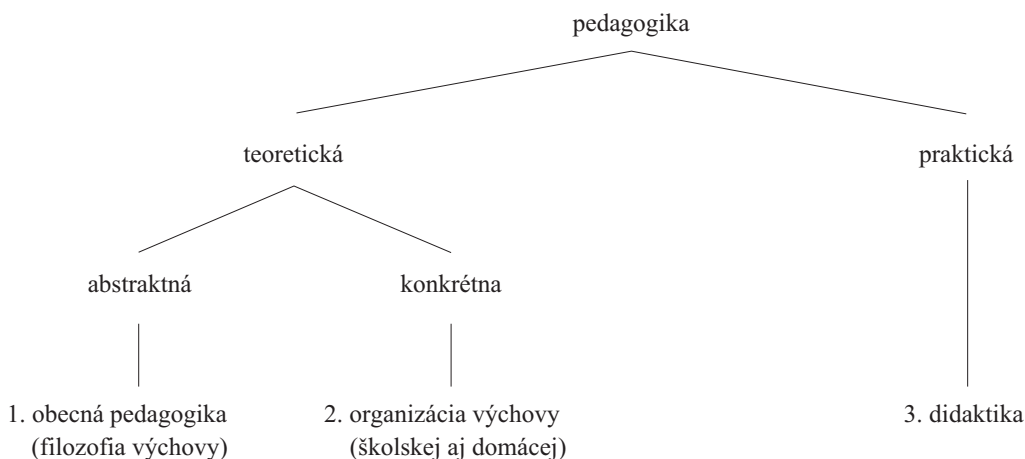 pedagogika
teoretická
praktická
abstraktná
konkrétna
1. obecná pedagogika
(filozofia výchovy)
2. organizácia výchovy
(školskej aj domácej)
3. didaktika